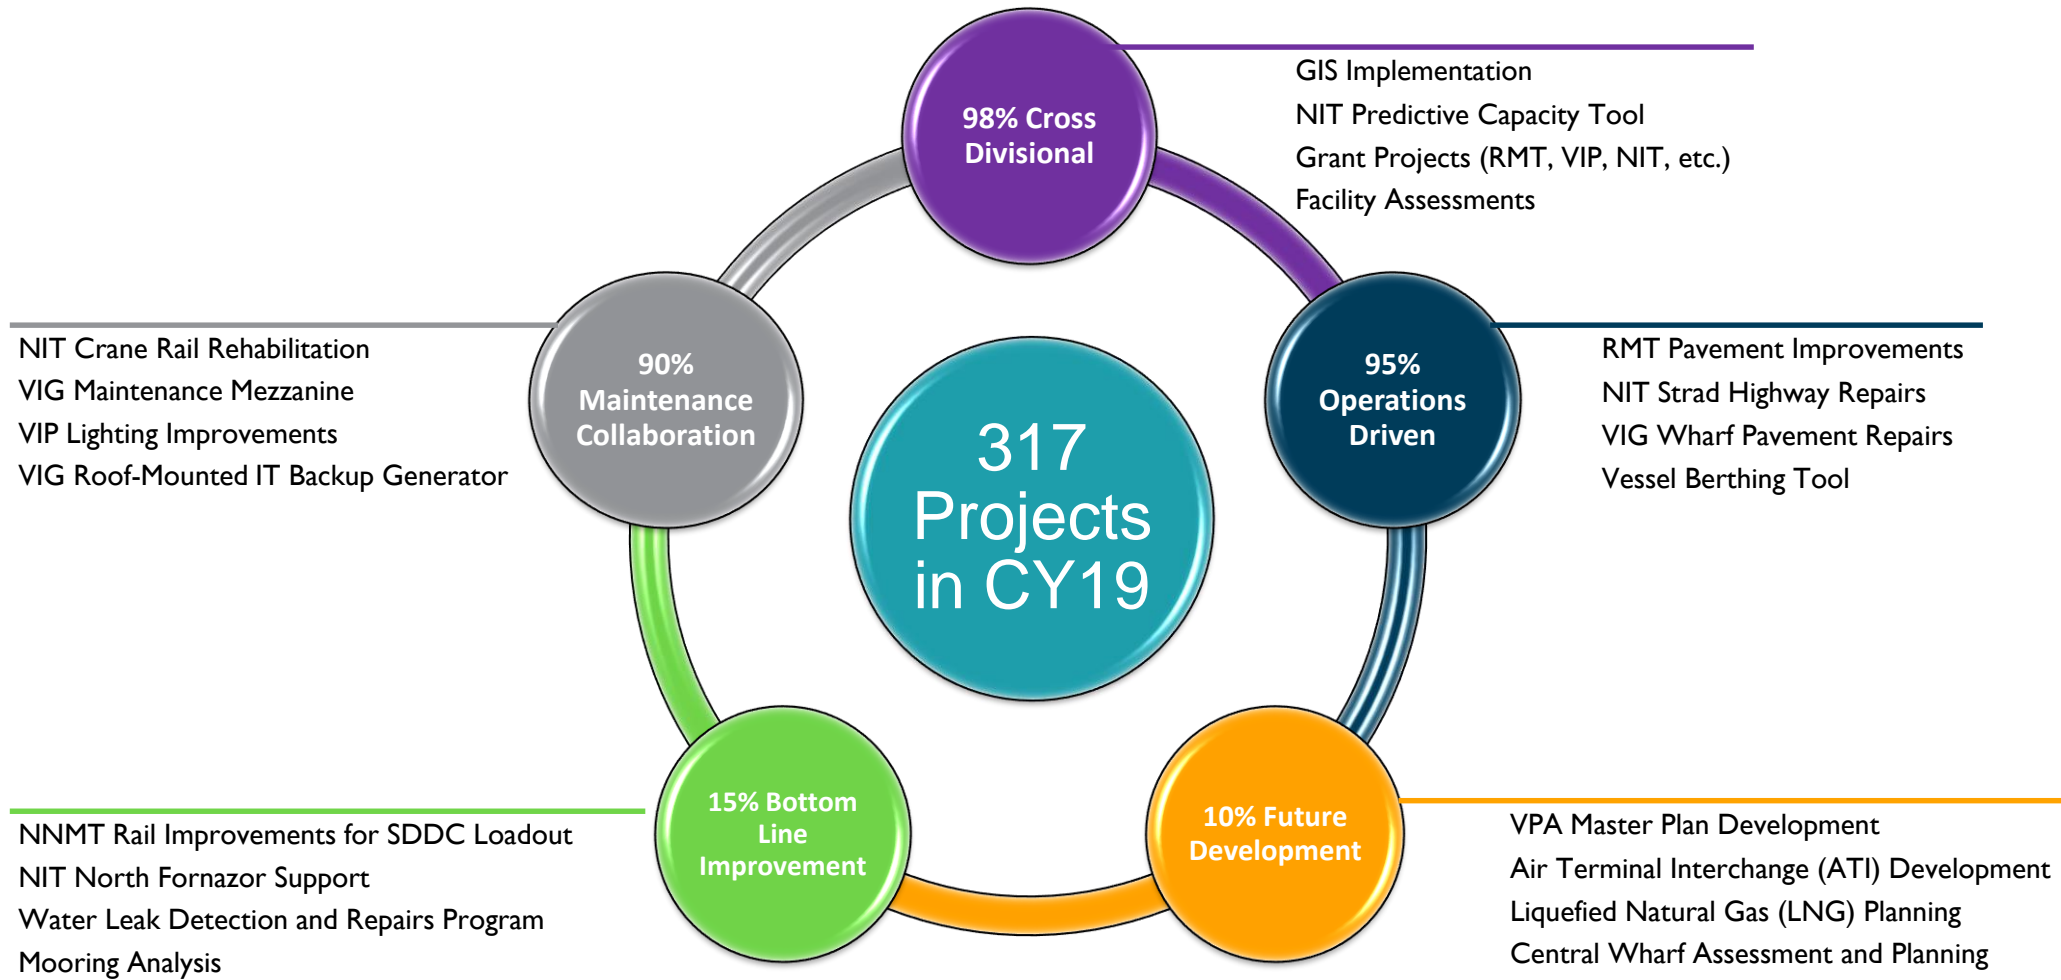 98% Cross
Divisional
GIS Implementation
NIT Predictive Capacity Tool
Grant Projects (RMT, VIP, NIT, etc.)
Facility Assessments
95%
Operations
Driven
RMT Pavement Improvements
NIT Strad Highway Repairs
VIG Wharf Pavement Repairs
Vessel Berthing Tool
10% Future
Development
VPA Master Plan Development
Air Terminal Interchange (ATI) Development
Liquefied Natural Gas (LNG) Planning
Central Wharf Assessment and Planning
15% Bottom
Line
Improvement
NNMT Rail Improvements for SDDC Loadout
NIT North Fornazor Support
Water Leak Detection and Repairs Program
Mooring Analysis
90%
Maintenance
Collaboration
NIT Crane Rail Rehabilitation
VIG Maintenance Mezzanine
VIP Lighting Improvements
VIG Roof-Mounted IT Backup Generator
317
Projects
in CY19